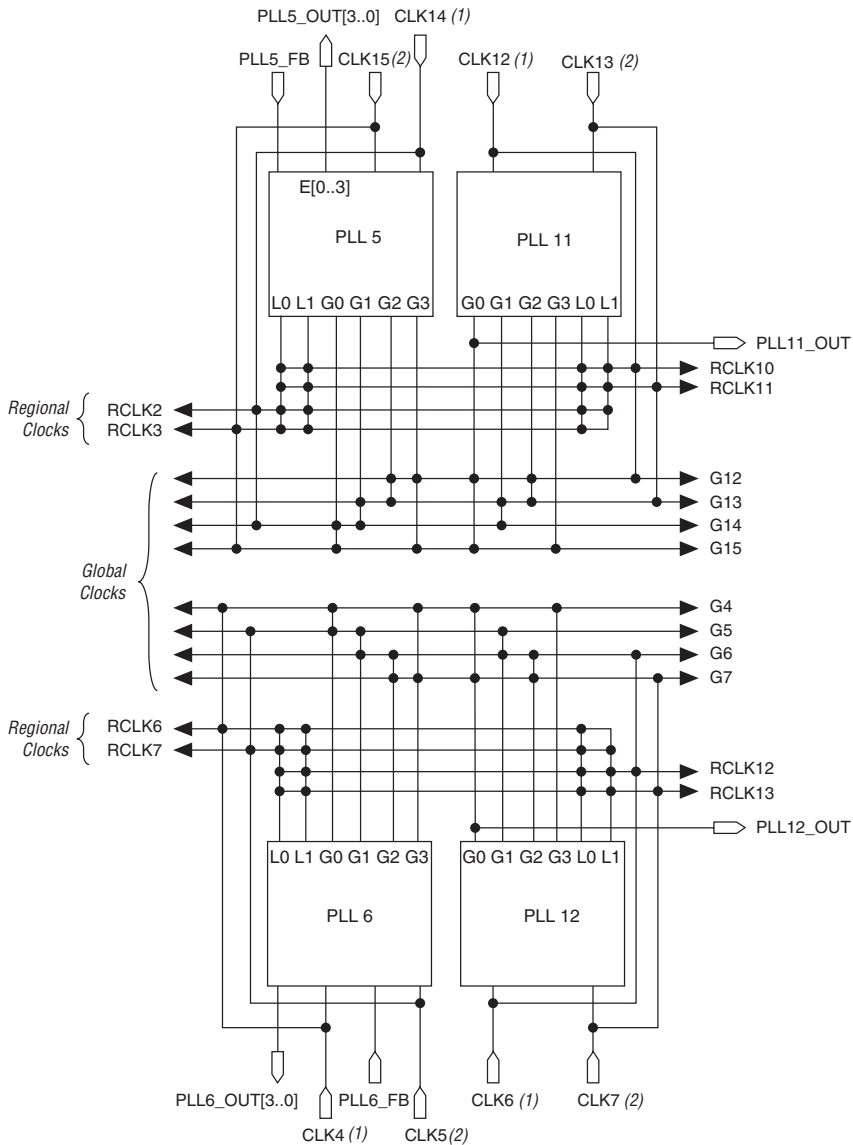 PLL5_OUT[3..0] CLK14 (1)
PLL5_FB CLK15 (2) CLK12 (1) CLK13 (2)
E[0..3]
PLL 5 PLL 11
L0 L1 G0 G1 G2 G3 G0 G1 G2 G3 L0 L1
PLL11_OUT
RCLK10
RCLK11
Regional
Clocks
RCLK2
RCLK3
G12
G13
G14
G15
Global
Clocks
G4
G5
G6
G7
Regional
Clocks
RCLK6
RCLK7
RCLK12
RCLK13
PLL12_OUT
L0 L1 G0 G1 G2 G3 G0 G1 G2 G3 L0 L1
PLL 6 PLL 12
PLL6_OUT[3..0] PLL6_FB CLK6 (1) CLK7 (2)
CLK4 (1) CLK5 (2)